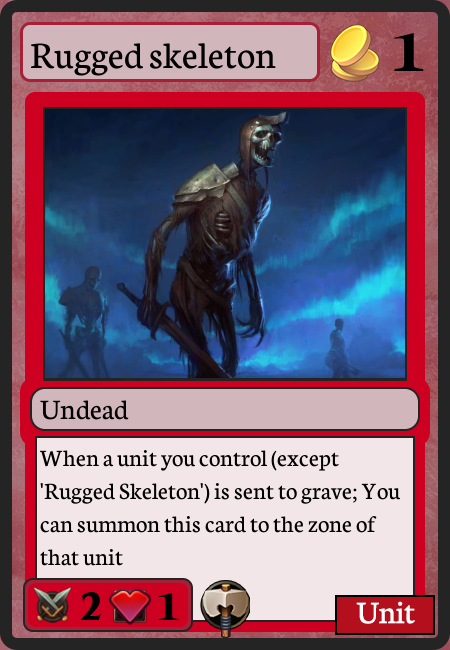 Rugged skeleton
1
Undead
When a unit you control (except
'Rugged Skeleton') is sent to grave; You
can summon this card to the zone of
that unit
2 1
Unit